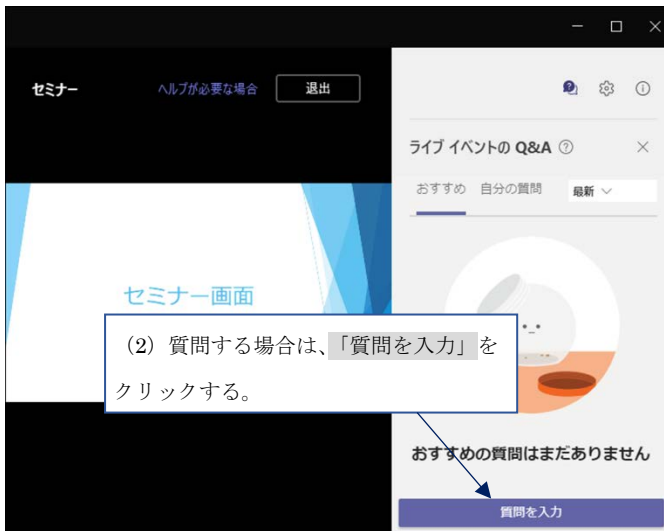 セミナー
ヘルプが必要な場合
退出
ライブ イベントの Q&A
おすすめ 自分の質問 最新
セミナー画面
（2）質問する場合は、「質問を入力」を
クリックする。
おすすめの質問はまだありません
質問を入力